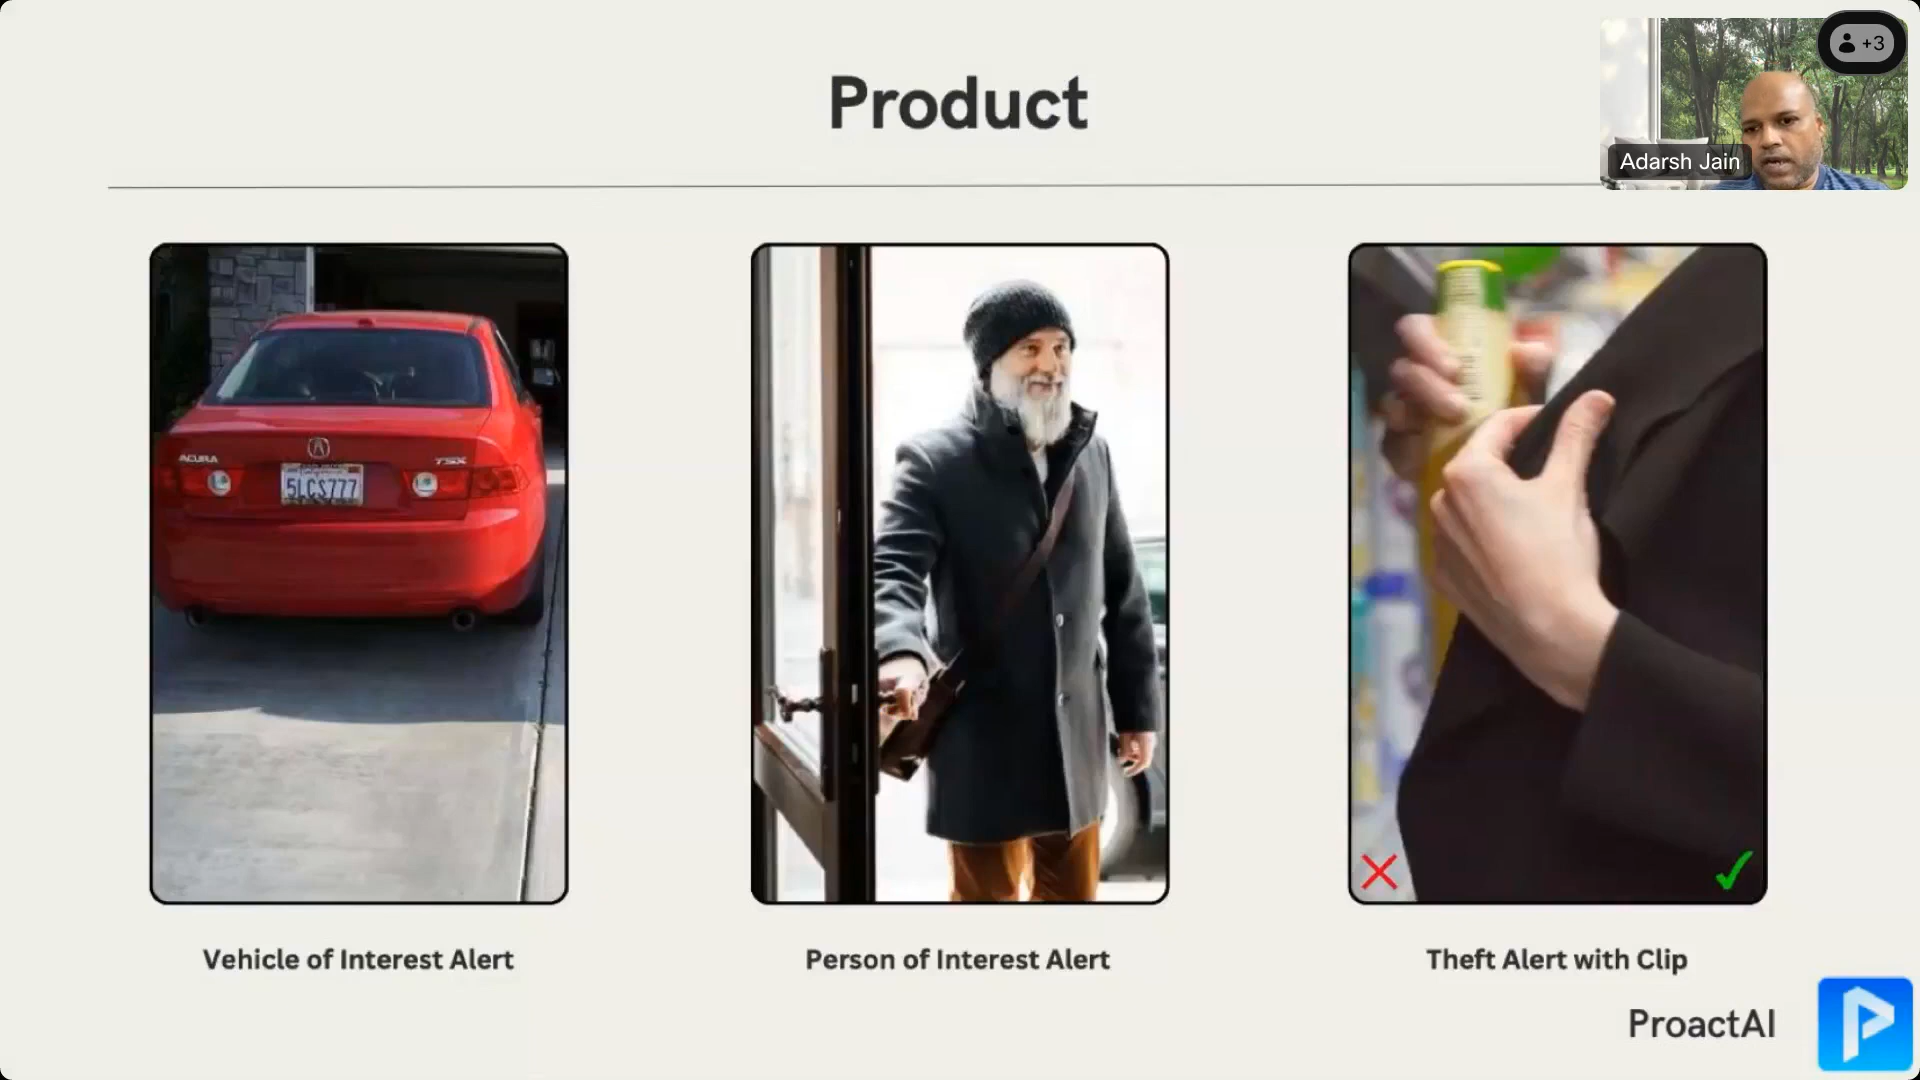 Product
+3
Adarsh Jain
ACURA
TSX
5LCS777
Vehicle of Interest Alert
Person of Interest Alert
Theft Alert with Clip
ProactAI